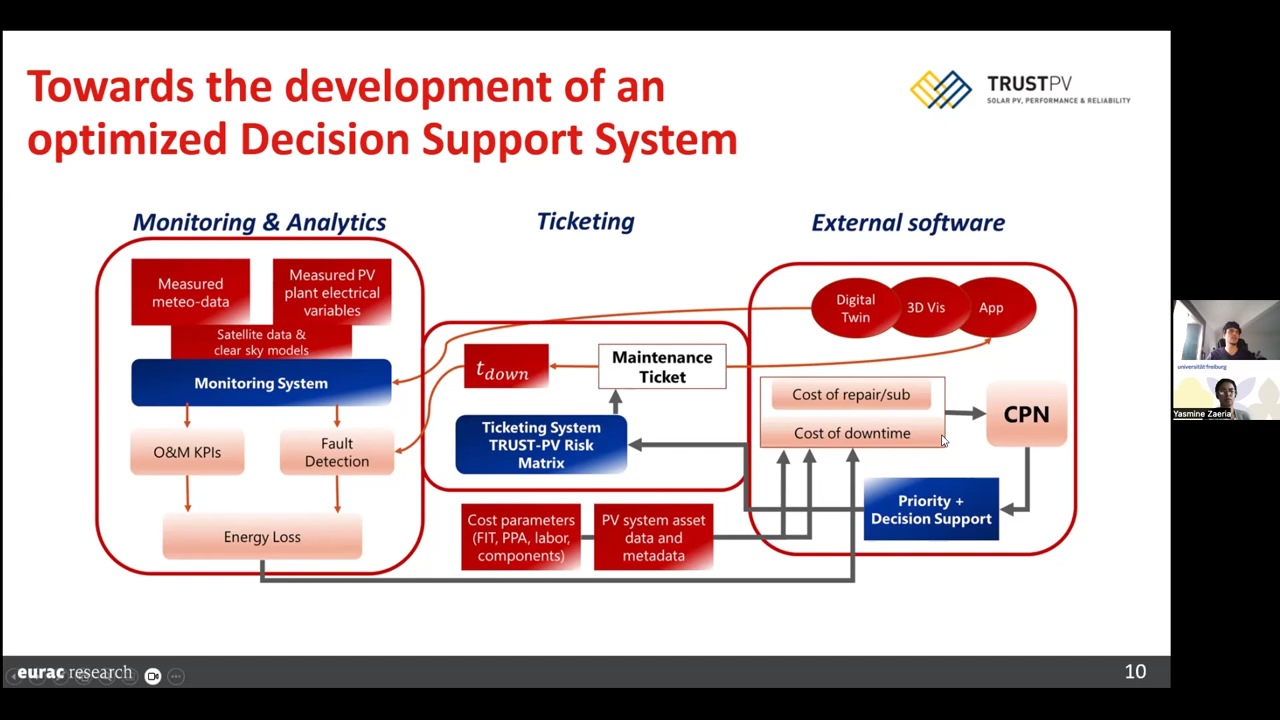 Towards the development of an
optimized Decision Support System
TRUSTPV
SOLAR PV, PERFORMANCE & RELIABILITY
Monitoring & Analytics
Ticketing
External software
Measured
meteo-data
Measured PV
plant electrical
variables
Satellite data &
clear sky models
Monitoring System
O&M KPIs
Fault
Detection
Energy Loss
t_down
Maintenance
Ticket
Ticketing System
TRUST-PV Risk
Matrix
Cost parameters
(FIT, PPA, labor,
components)
PV system asset
data and
metadata
Digital
Twin
3D Vis
App
Cost of repair/sub
Cost of downtime
CPN
Priority +
Decision Support
eurac research
10
universität freiburg
Yasmine Zaeria